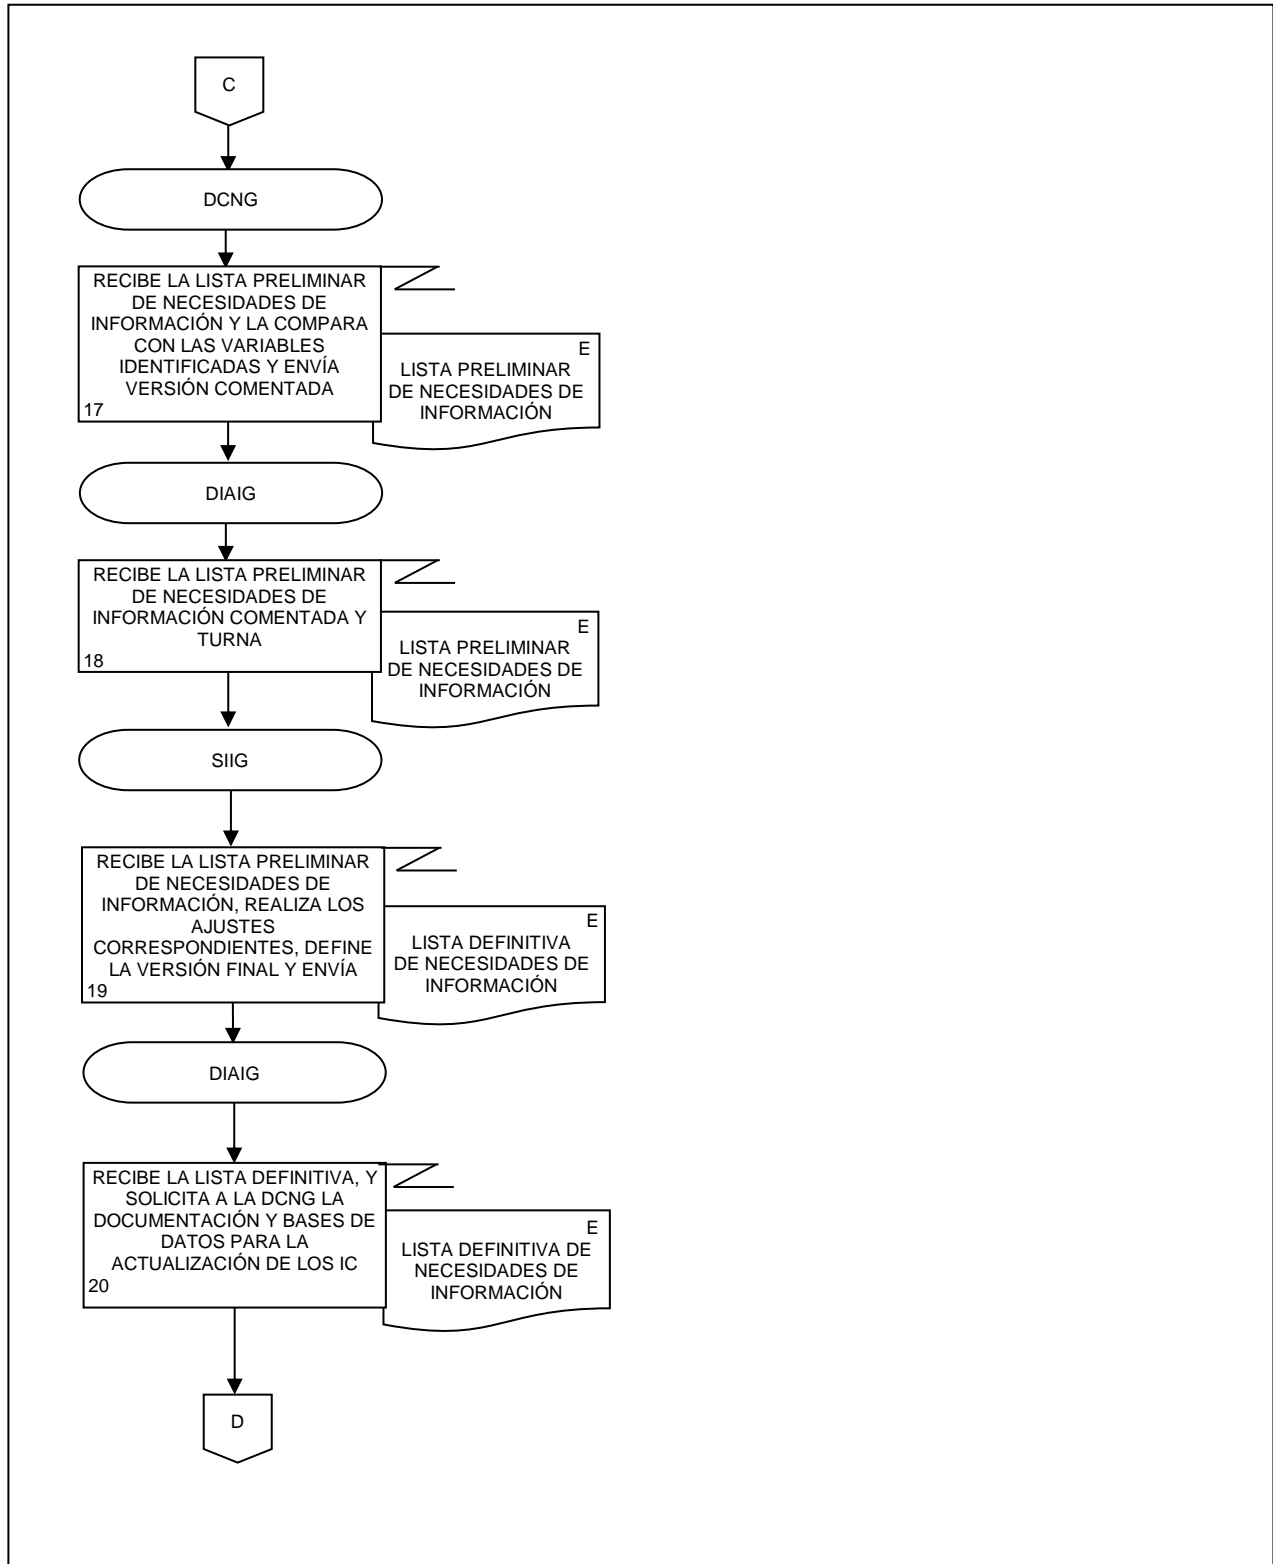 C
DCNG
RECIBE LA LISTA PRELIMINAR
DE NECESIDADES DE
INFORMACIÓN Y LA COMPARA
CON LAS VARIABLES
IDENTIFICADAS Y ENVÍA
VERSIÓN COMENTADA
17
E
LISTA PRELIMINAR
DE NECESIDADES DE
INFORMACIÓN
DIAIG
RECIBE LA LISTA PRELIMINAR
DE NECESIDADES DE
INFORMACIÓN COMENTADA Y
TURNA
18
E
LISTA PRELIMINAR
DE NECESIDADES DE
INFORMACIÓN
SIIG
RECIBE LA LISTA PRELIMINAR
DE NECESIDADES DE
INFORMACIÓN, REALIZA LOS
AJUSTES
CORRESPONDIENTES, DEFINE
LA VERSIÓN FINAL Y ENVÍA
19
E
LISTA DEFINITIVA
DE NECESIDADES DE
INFORMACIÓN
DIAIG
RECIBE LA LISTA DEFINITIVA, Y
SOLICITA A LA DCNG LA
DOCUMENTACIÓN Y BASES DE
DATOS PARA LA
ACTUALIZACIÓN DE LOS IC
20
E
LISTA DEFINITIVA DE
NECESIDADES DE
INFORMACIÓN
D